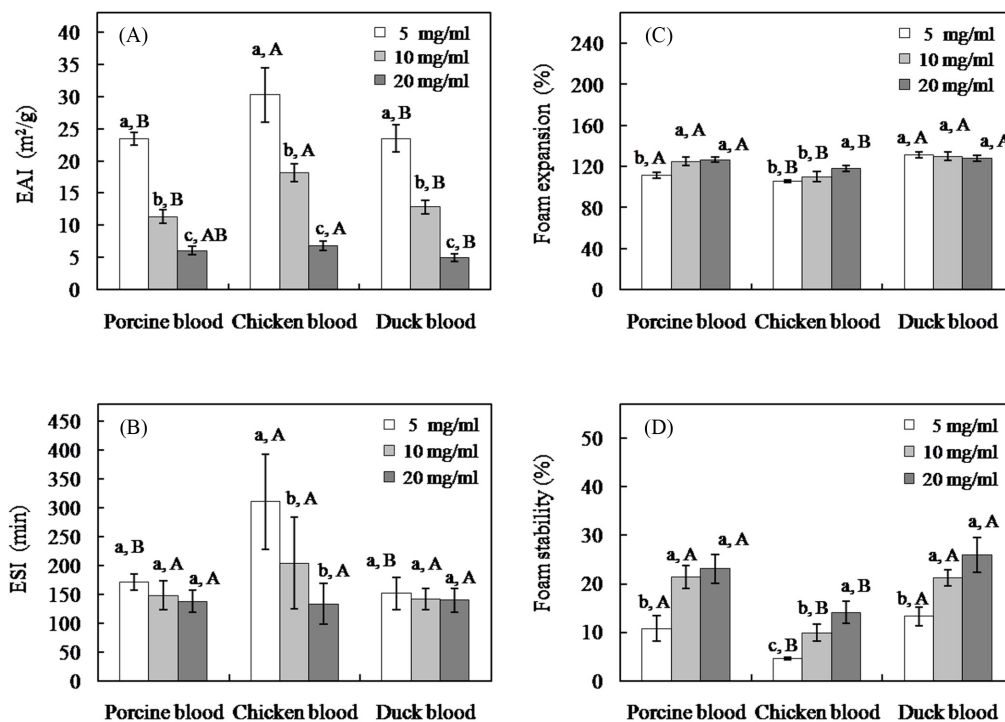 (A)
5 mg/ml
10 mg/ml
20 mg/ml
EAI (m²/g)
40
35
30
25
20
15
10
5
0
a, B
b, B
c, AB
a, A
b, A
c, A
a, B
b, B
c, B
Porcine blood Chicken blood Duck blood
(C)
5 mg/ml
10 mg/ml
20 mg/ml
Foam expansion (%)
240
200
160
120
80
40
0
b, A
a, A
a, A
b, B
b, B
a, B
a, A
a, A
a, A
Porcine blood Chicken blood Duck blood
(B)
5 mg/ml
10 mg/ml
20 mg/ml
ESI (min)
450
400
350
300
250
200
150
100
50
0
a, B
a, A
a, A
a, A
b, A
b, A
a, B
a, A
a, A
Porcine blood Chicken blood Duck blood
(D)
5 mg/ml
10 mg/ml
20 mg/ml
Foam stability (%)
50
40
30
20
10
0
b, A
a, A
a, A
c, B
b, B
a, B
b, A
a, A
a, A
Porcine blood Chicken blood Duck blood